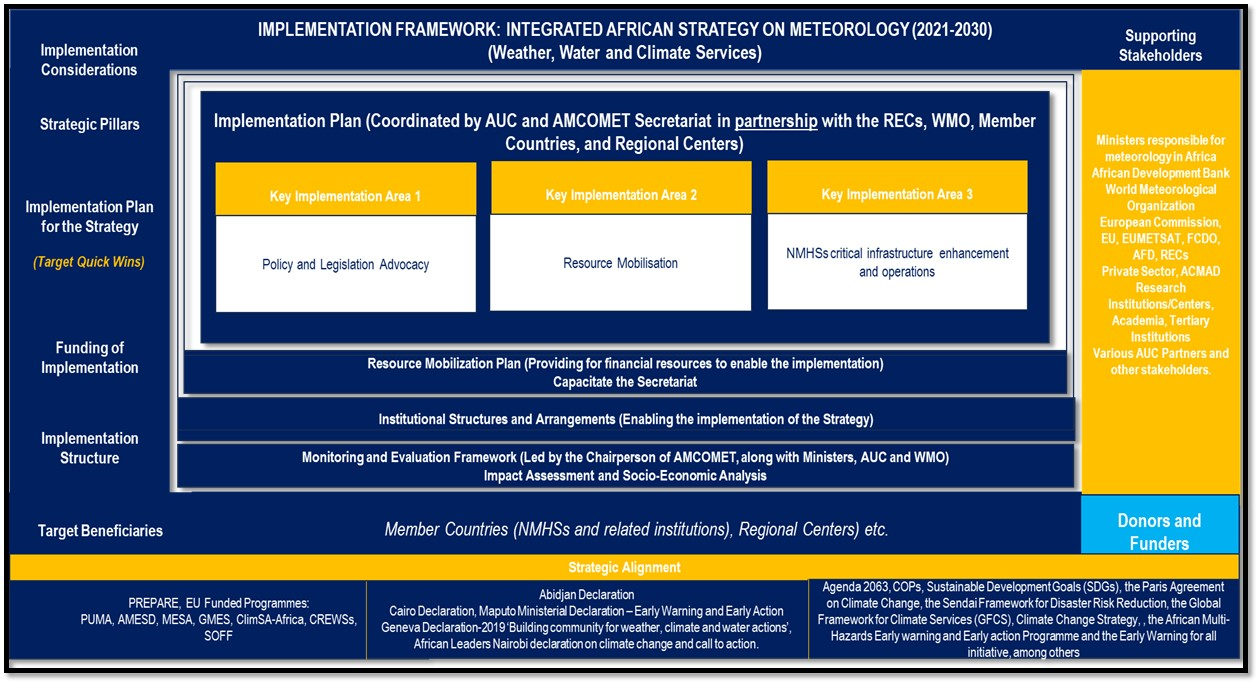 IMPLEMENTATION FRAMEWORK: INTEGRATED AFRICAN STRATEGY ON METEOROLOGY (2021-2030)
(Weather, Water and Climate Services)
Implementation
Considerations
Strategic Pillars
Implementation Plan
for the Strategy
(Target Quick Wins)
Funding of
Implementation
Implementation
Structure
Target Beneficiaries
Implementation Plan (Coordinated by AUC and AMCOMET Secretariat in partnership with the RECs, WMO, Member
Countries, and Regional Centers)
Key Implementation Area 1
Policy and Legislation Advocacy
Key Implementation Area 2
Resource Mobilisation
Key Implementation Area 3
NMHSs critical infrastructure enhancement
and operations
Resource Mobilization Plan (Providing for financial resources to enable the implementation)
Capacitate the Secretariat
Institutional Structures and Arrangements (Enabling the implementation of the Strategy)
Monitoring and Evaluation Framework (Led by the Chairperson of AMCOMET, along with Ministers, AUC and WMO)
Impact Assessment and Socio-Economic Analysis
Member Countries (NMHSs and related institutions), Regional Centers) etc.
Supporting
Stakeholders
Ministers responsible for
meteorology in Africa
African Development Bank
World Meteorological
Organization
European Commission,
EU, EUMETSAT, FCDO,
AFD, RECs
Private Sector, ACMAD
Research
Institutions/Centers,
Academia, Tertiary
Institutions
Various AUC Partners and
other stakeholders.
Donors and
Funders
Strategic Alignment
PREPARE, EU Funded Programmes:
PUMA, AMESD, MESA, GMES, ClimSA-Africa, CREWSs,
SOFF
Abidjan Declaration
Cairo Declaration, Maputo Ministerial Declaration – Early Warning and Early Action
Geneva Declaration-2019 ‘Building community for weather, climate and water actions’,
African Leaders Nairobi declaration on climate change and call to action.
Agenda 2063, COPs, Sustainable Development Goals (SDGs), the Paris Agreement
on Climate Change, the Sendai Framework for Disaster Risk Reduction, the Global
Framework for Climate Services (GFCS), Climate Change Strategy, , the African Multi-
Hazards Early warning and Early action Programme and the Early Warning for all
initiative, among others